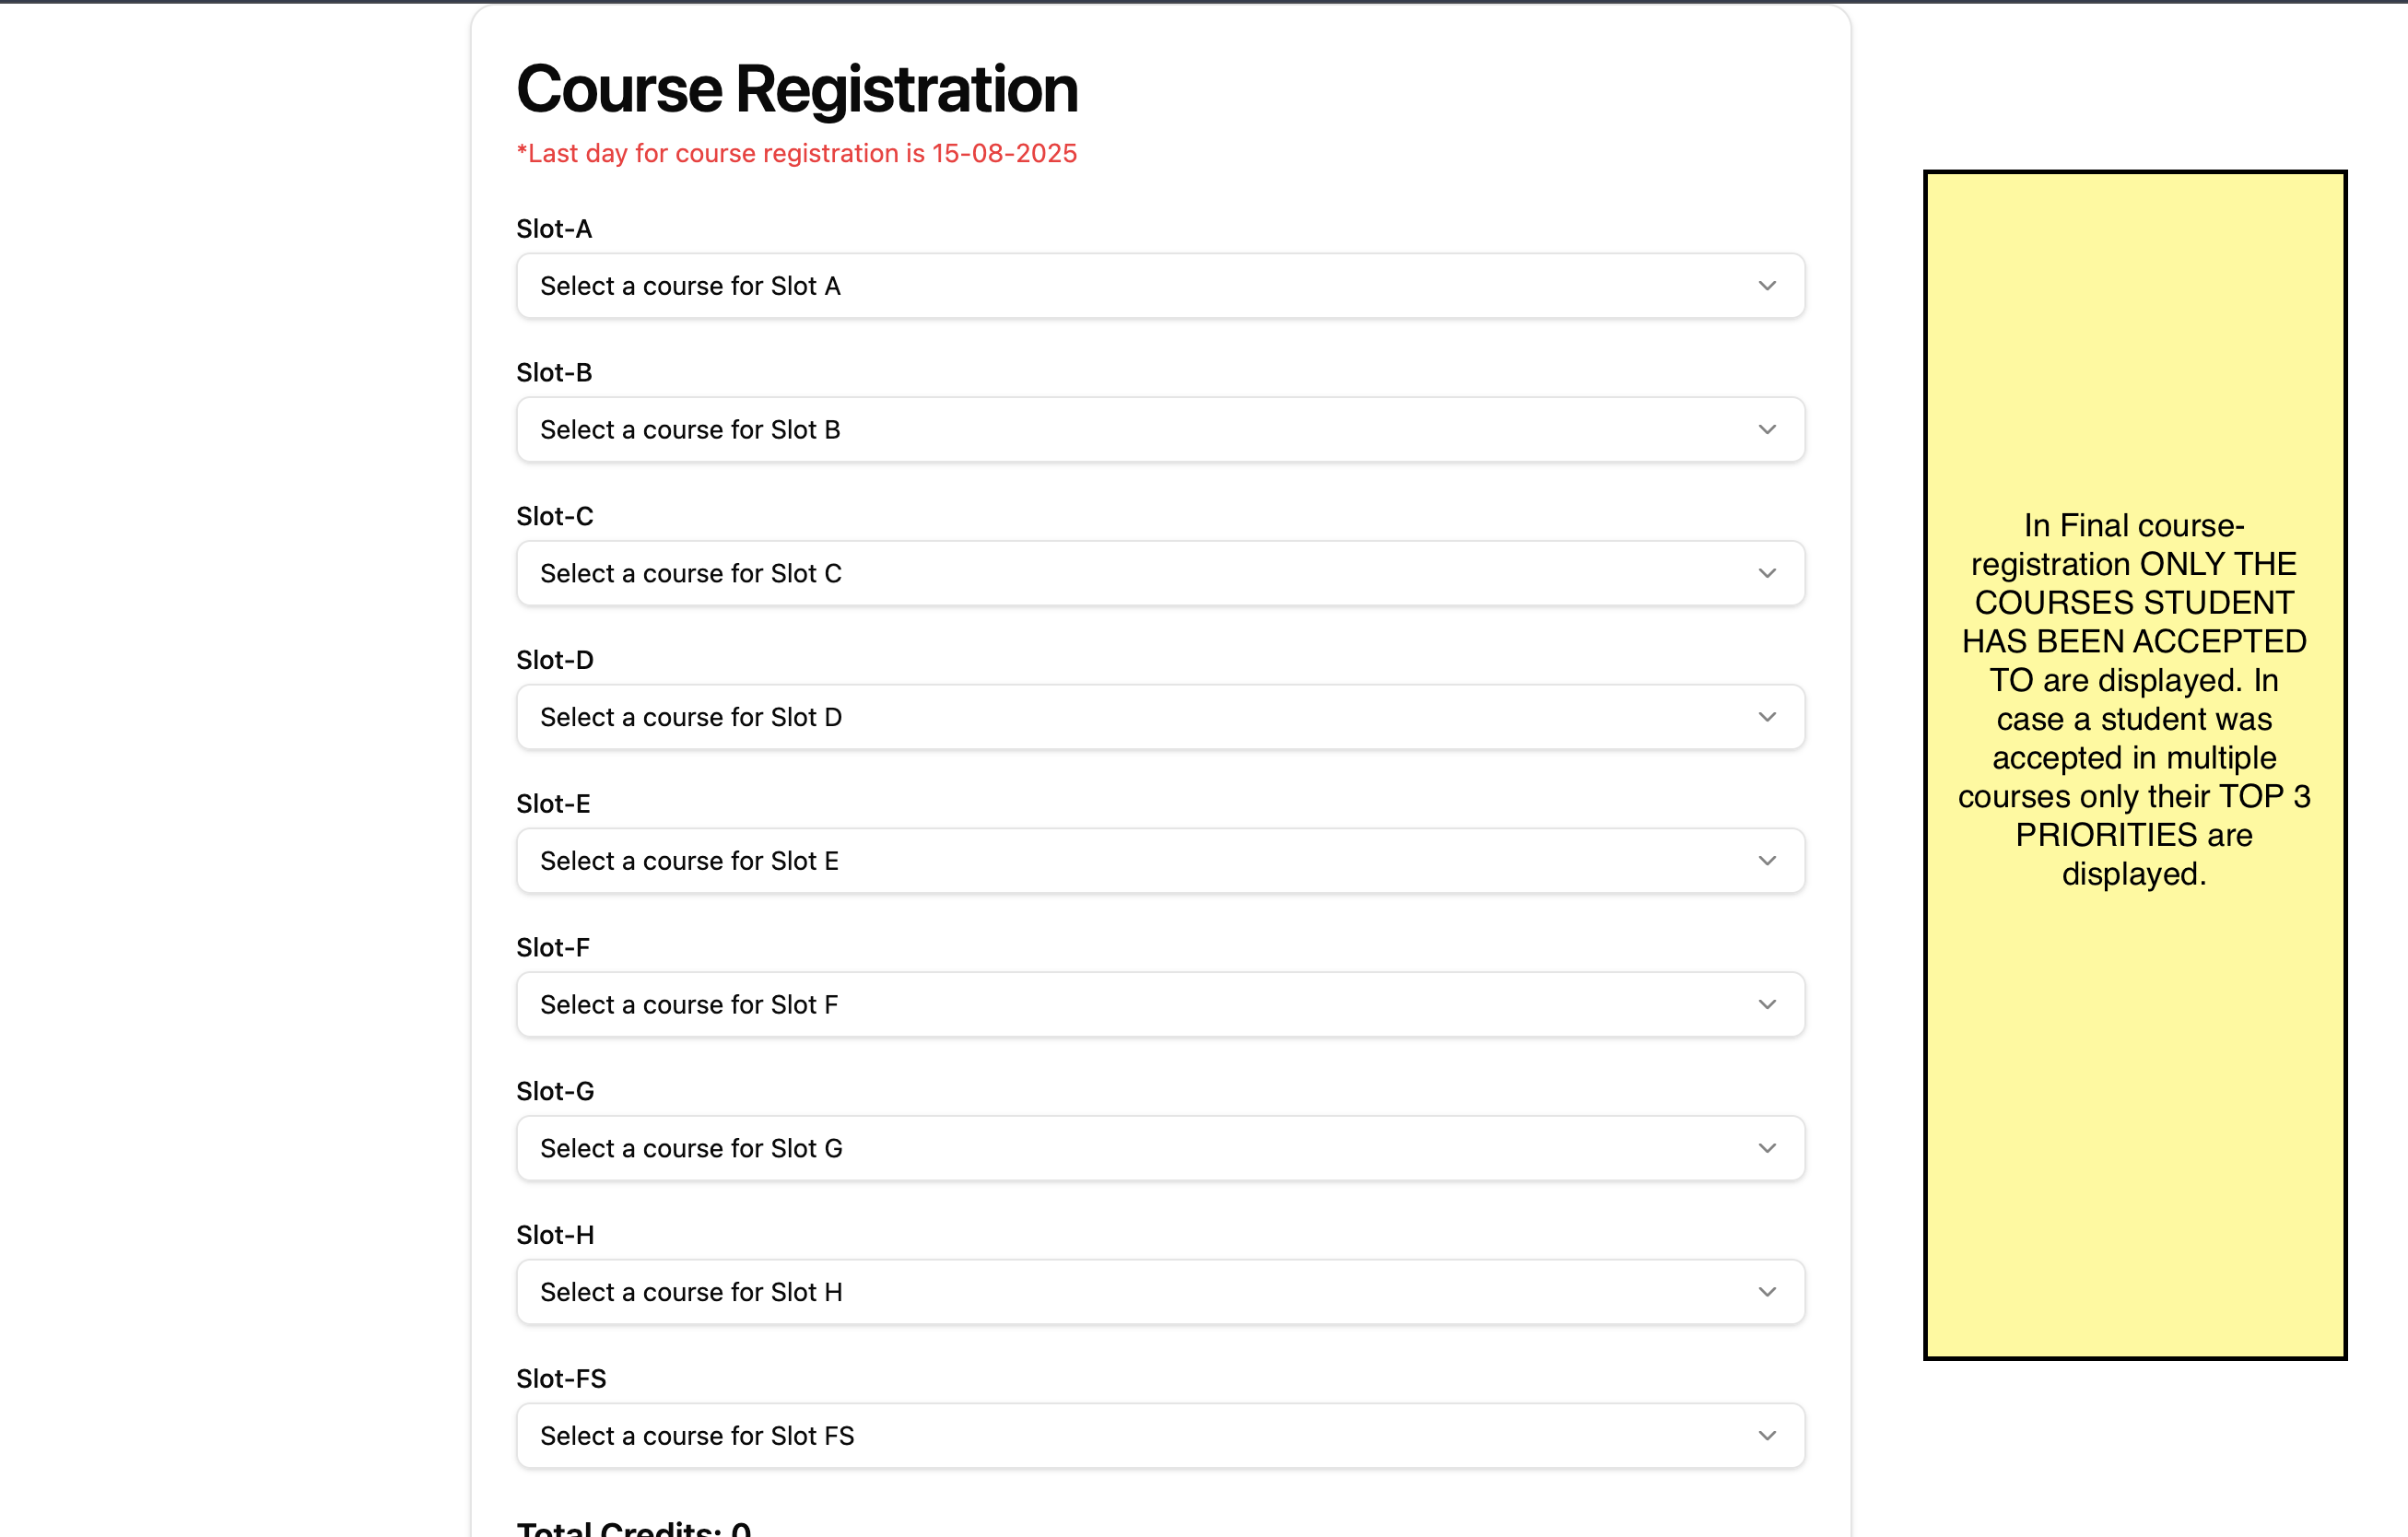 Course Registration
*Last day for course registration is 15-08-2025
Slot-A
Select a course for Slot A
Slot-B
Select a course for Slot B
Slot-C
Select a course for Slot C
Slot-D
Select a course for Slot D
Slot-E
Select a course for Slot E
Slot-F
Select a course for Slot F
Slot-G
Select a course for Slot G
Slot-H
Select a course for Slot H
Slot-FS
Select a course for Slot FS
Total Credits: 0
In Final course-
registration ONLY THE
COURSES STUDENT
HAS BEEN ACCEPTED
TO are displayed. In
case a student was
accepted in multiple
courses only their TOP 3
PRIORITIES are
displayed.